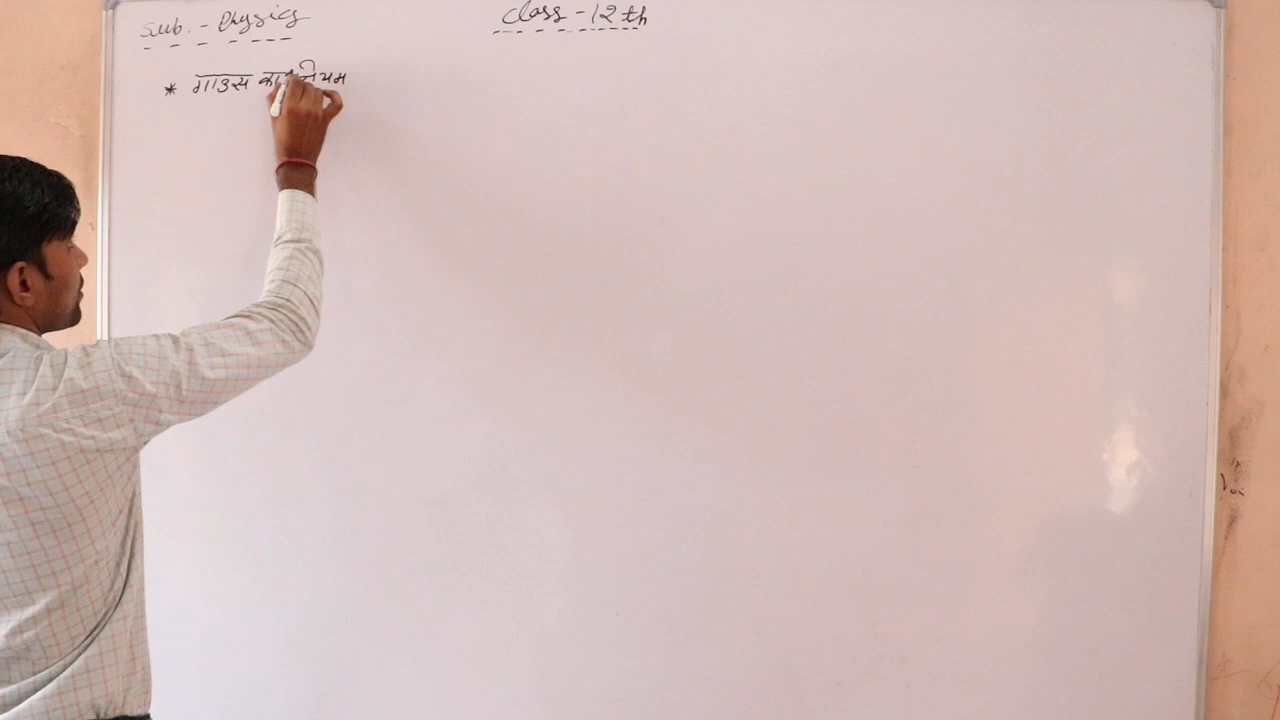 Sub. - Physics
Class - 12th
* गाउस का नियम